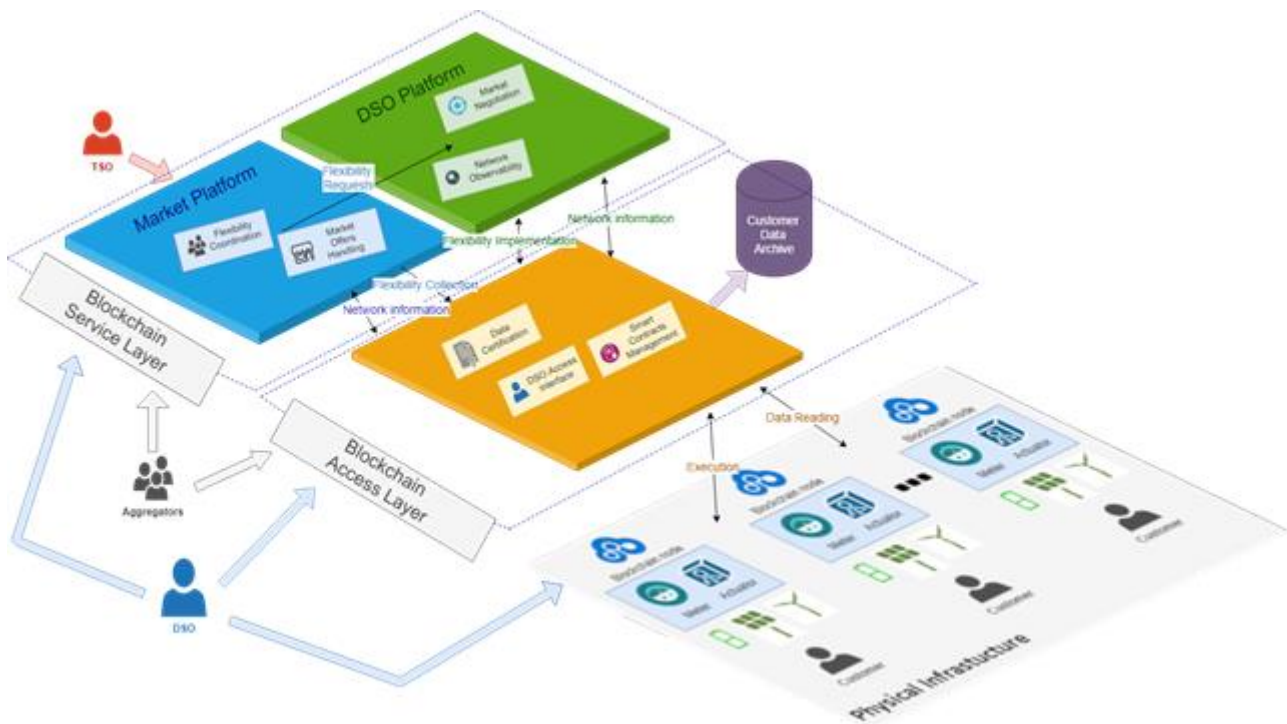 DSO Platform
Market
Negotiation
Network
Observability
TSO
Market Platform
Flexibility
Requests
Flexibility
Coordination
Market
Offers
Handling
Network information
Flexibility Implementation
Customer
Data
Archive
Flexibility Collection
Network information
Blockchain
Service Layer
Data
Certification
Smart
Contracts
Management
DSO Access
Interface
Blockchain
Access Layer
Aggregators
DSO
Data Reading
Execution
Blockchain node
Meter
Actuator
Customer
Blockchain node
Meter
Actuator
Customer
Blockchain node
Meter
Actuator
Customer
Physical Infrastucture